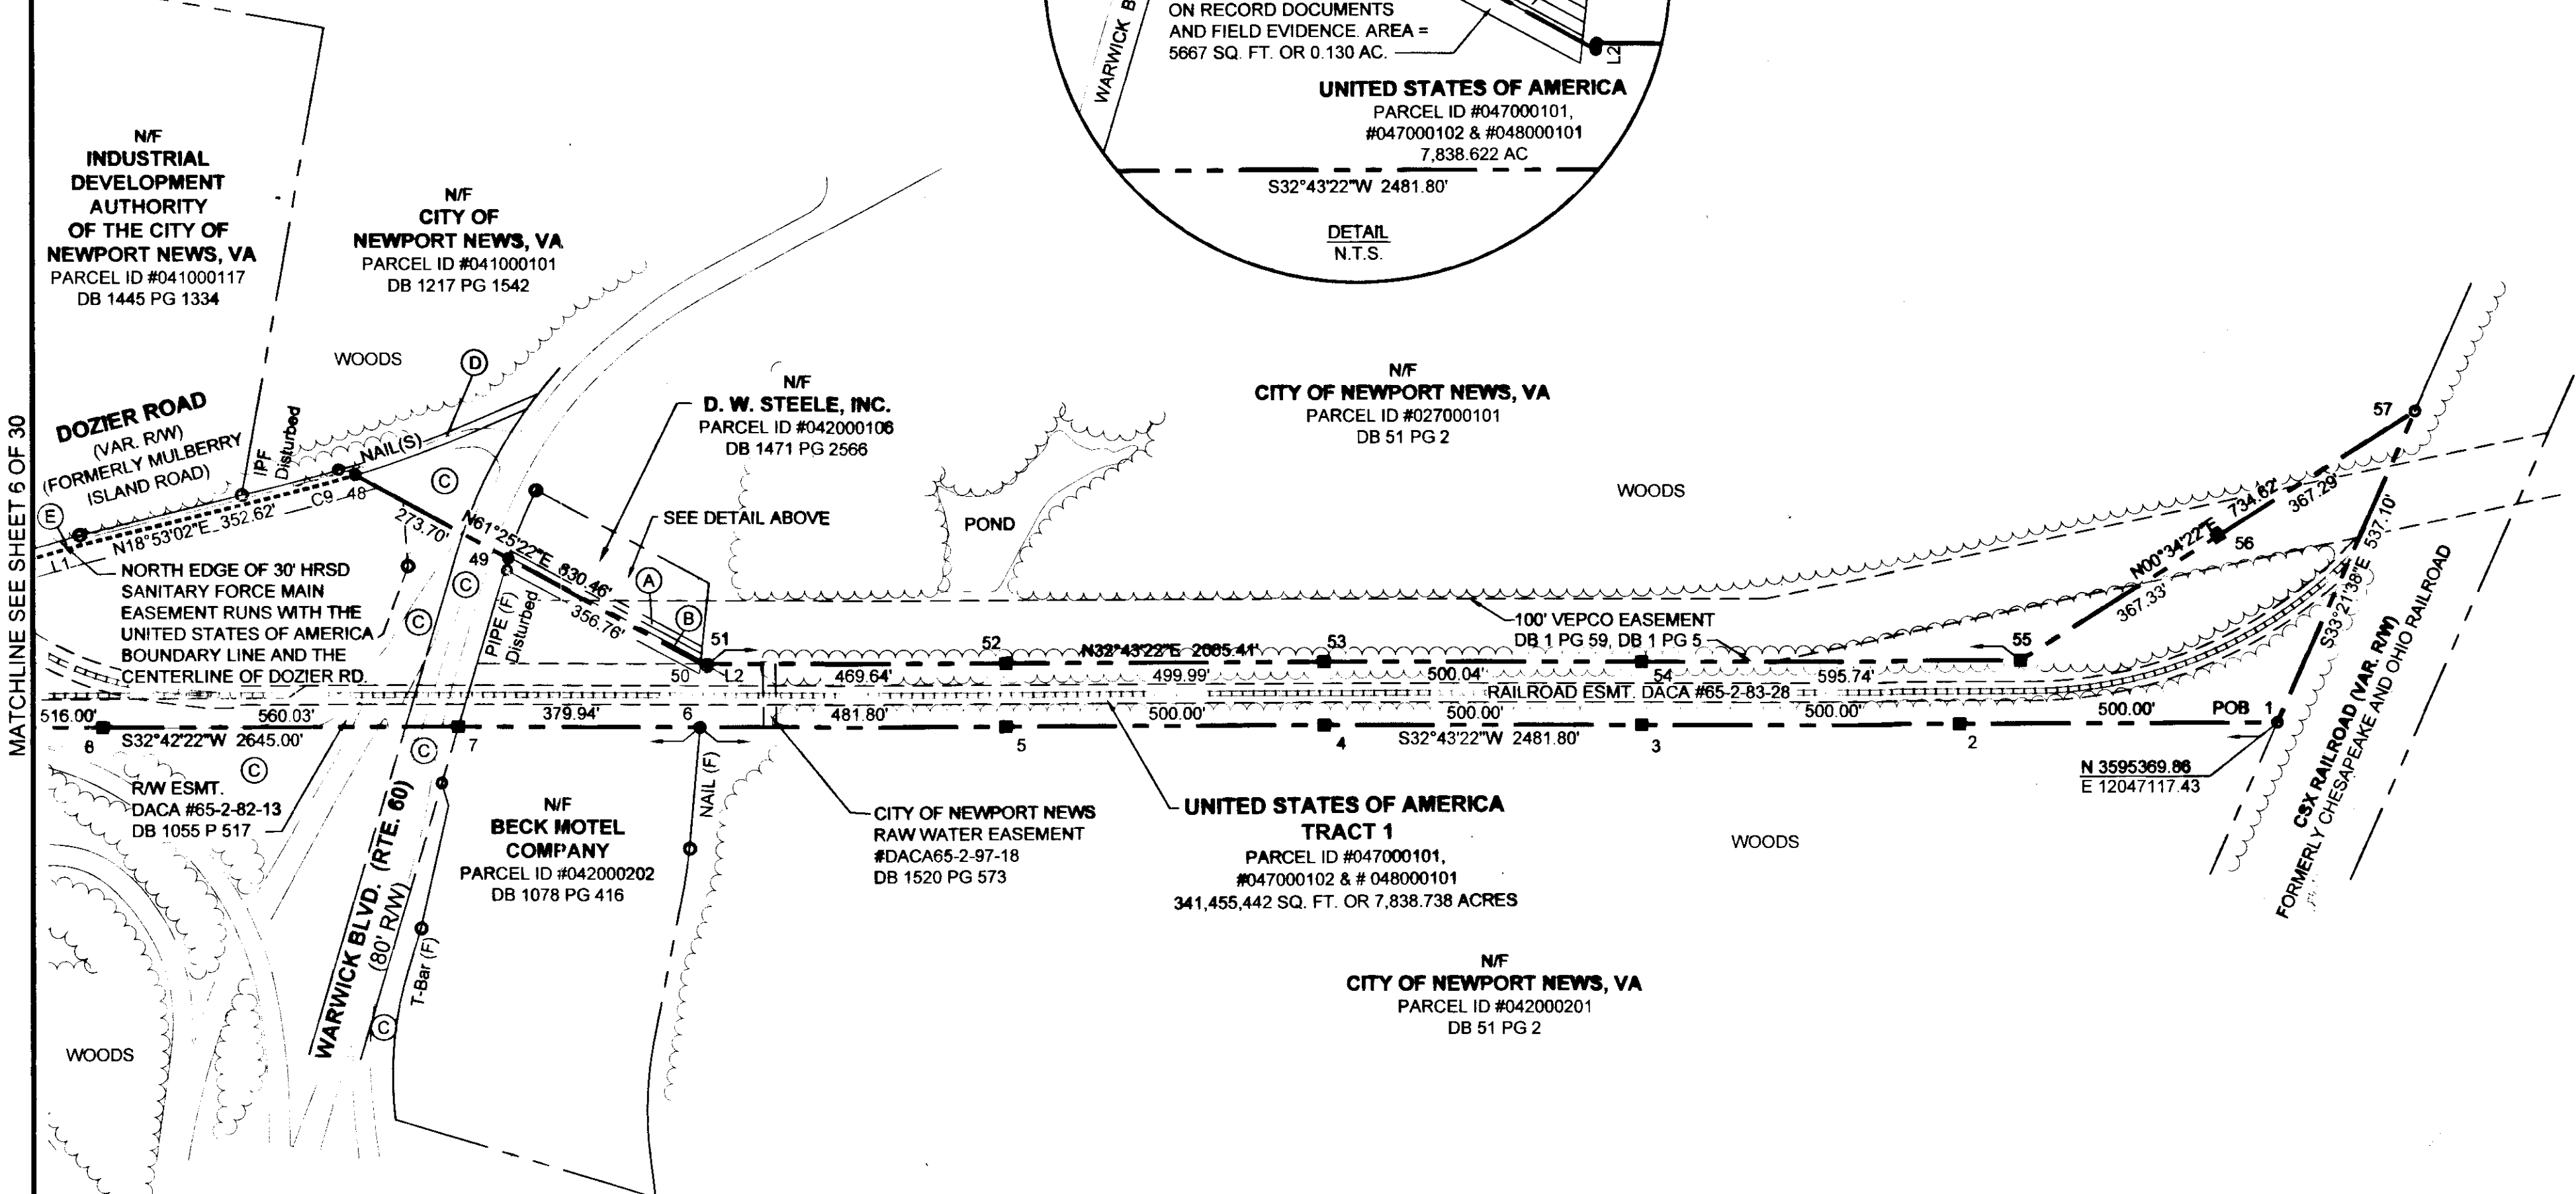 ON RECORD DOCUMENTS
AND FIELD EVIDENCE. AREA =
5667 SQ. FT. OR 0.130 AC.
L2
UNITED STATES OF AMERICA
PARCEL ID #047000101,
#047000102 & #048000101
7,838.622 AC
S32°43'22"W 2481.80'
DETAIL
N.T.S.
WARWICK B
N/F
INDUSTRIAL
DEVELOPMENT
AUTHORITY
OF THE CITY OF
NEWPORT NEWS, VA
PARCEL ID #041000117
DB 1445 PG 1334
N/F
CITY OF
NEWPORT NEWS, VA
PARCEL ID #041000101
DB 1217 PG 1542
WOODS
D
DOZIER ROAD
(VAR. R/W)
(FORMERLY MULBERRY
ISLAND ROAD)
IPF
Disturbed
NAIL(S)
E
N18°53'02"E 352.62'
C9
48
L1
C
273.70'
N61°25'22"E 630.46'
49
356.76'
N/F
D. W. STEELE, INC.
PARCEL ID #042000106
DB 1471 PG 2566
SEE DETAIL ABOVE
A
B
C
C
PIPE (F)
Disturbed
NORTH EDGE OF 30' HRSD
SANITARY FORCE MAIN
EASEMENT RUNS WITH THE
UNITED STATES OF AMERICA
BOUNDARY LINE AND THE
CENTERLINE OF DOZIER RD.
POND
N/F
CITY OF NEWPORT NEWS, VA
PARCEL ID #027000101
DB 51 PG 2
WOODS
57
734.62'
367.29'
N00°34'22"E
367.33'
56
S33°21'38"E 537.10'
100' VEPCO EASEMENT
DB 1 PG 59, DB 1 PG 5
51
52
53
55
N32°43'22"E 2065.41'
50
L2
469.64'
499.99'
500.04'
54
595.74'
RAILROAD ESMT. DACA #65-2-83-28
516.00'
560.03'
379.94'
6
481.80'
500.00'
500.00'
500.00'
500.00'
POB 1
8
S32°42'22"W 2645.00'
7
5
4
S32°43'22"W 2481.80'
3
2
C
C
R/W ESMT.
DACA #65-2-82-13
DB 1055 P 517
N/F
BECK MOTEL
COMPANY
PARCEL ID #042000202
DB 1078 PG 416
NAIL (F)
CITY OF NEWPORT NEWS
RAW WATER EASEMENT
#DACA65-2-97-18
DB 1520 PG 573
UNITED STATES OF AMERICA
TRACT 1
PARCEL ID #047000101,
#047000102 & # 048000101
341,455,442 SQ. FT. OR 7,838.738 ACRES
WOODS
N 3595369.86
E 12047117.43
CSX RAILROAD (VAR. R/W)
FORMERLY CHESAPEAKE AND OHIO RAILROAD
WARWICK BLVD. (RTE. 60)
(80' R/W)
T-Bar (F)
C
N/F
CITY OF NEWPORT NEWS, VA
PARCEL ID #042000201
DB 51 PG 2
WOODS
MATCHLINE SEE SHEET 6 OF 30